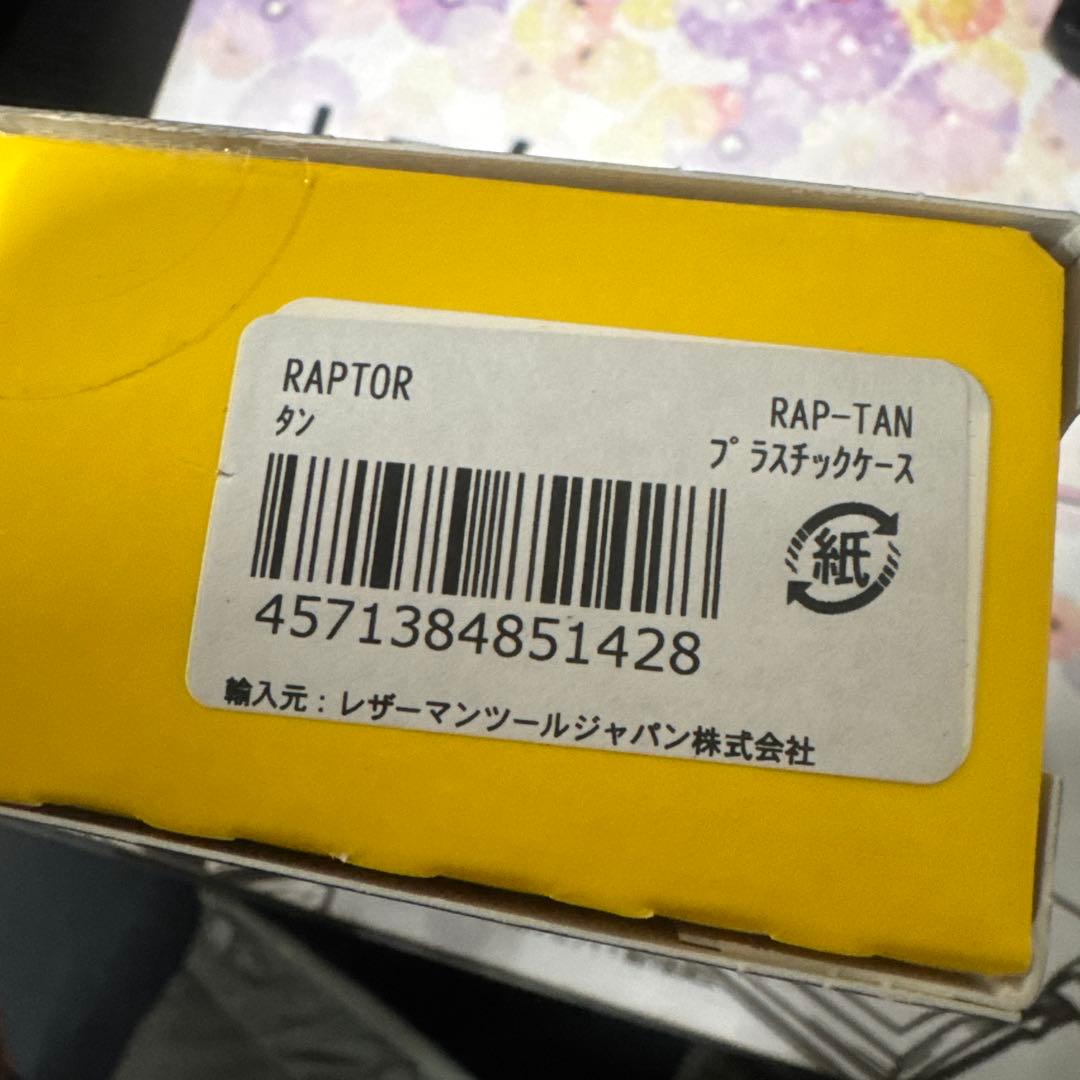 RAPTOR
タン
RAP-TAN
プラスチックケース
紙
4571384851428
輸入元：レザーマンツールジャパン株式会社